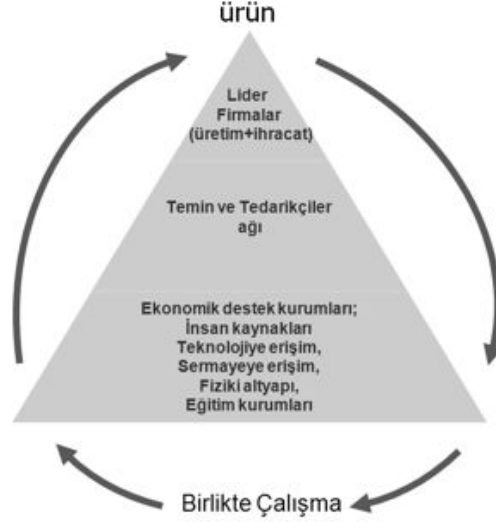 ürün
Lider
Firmalar
(üretim+ihracat)
Temin ve Tedarikçiler
ağı
Ekonomik destek kurumları;
İnsan kaynakları
Teknolojiye erişim,
Sermayeye erişim,
Fiziki altyapı,
Eğitim kurumları
Birlikte Çalışma